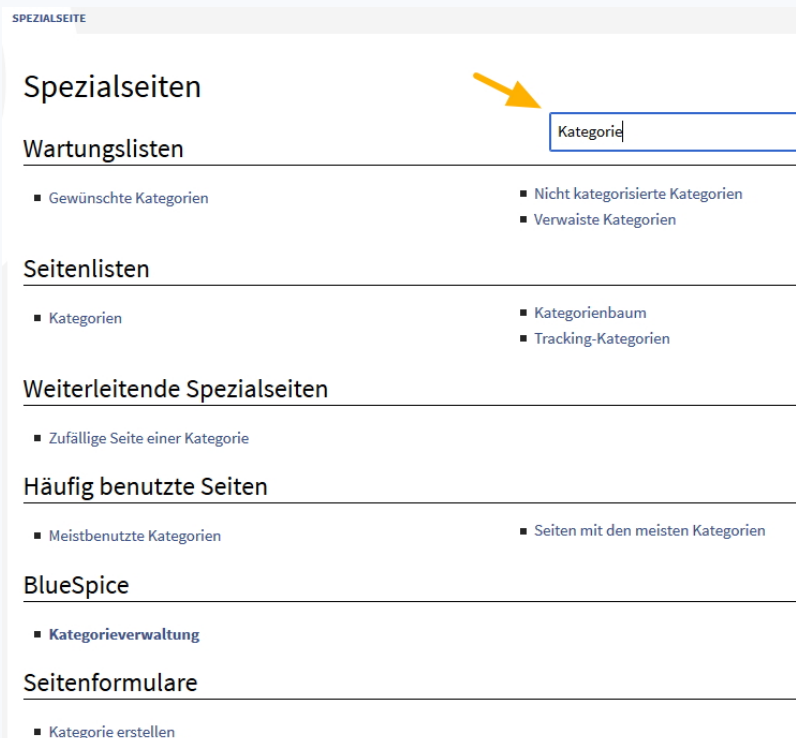 SPEZIALSEITE
Spezialseiten
Kategorie
Wartungslisten
Gewünschte Kategorien
Nicht kategorisierte Kategorien
Verwaiste Kategorien
Seitenlisten
Kategorien
Kategorienbaum
Tracking-Kategorien
Weiterleitende Spezialseiten
Zufällige Seite einer Kategorie
Häufig benutzte Seiten
Meistbenutzte Kategorien
Seiten mit den meisten Kategorien
BlueSpice
Kategorieverwaltung
Seitenformulare
Kategorie erstellen